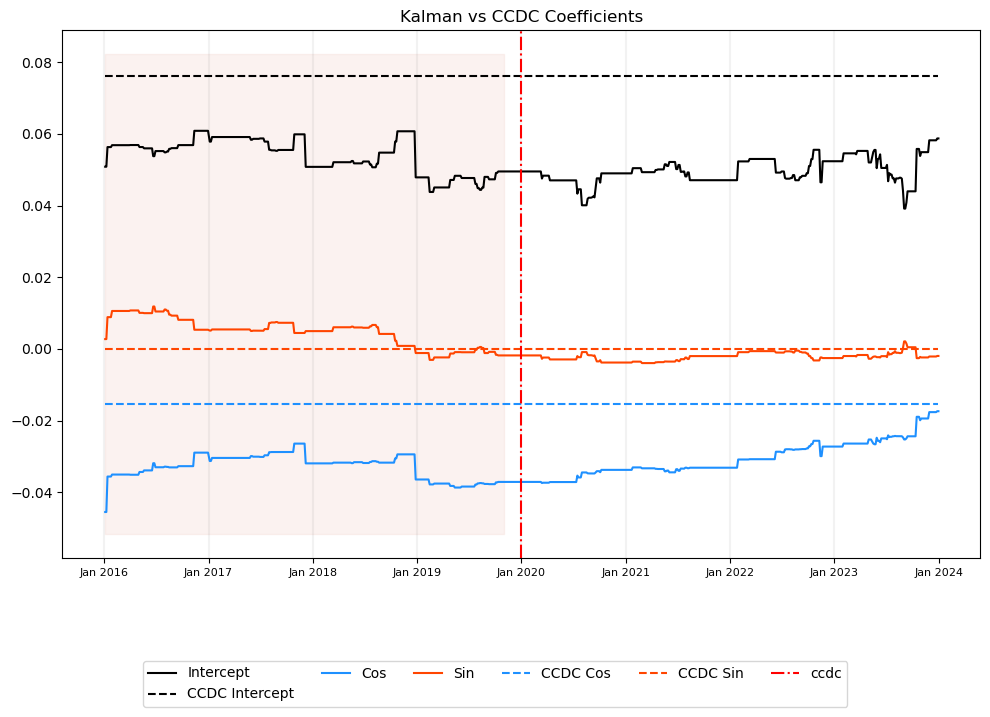 Kalman vs CCDC Coefficients
0.08
0.06
0.04
0.02
0.00
−0.02
−0.04
Jan 2016 Jan 2017 Jan 2018 Jan 2019 Jan 2020 Jan 2021 Jan 2022 Jan 2023 Jan 2024
Intercept Cos Sin CCDC Cos CCDC Sin ccdc
CCDC Intercept